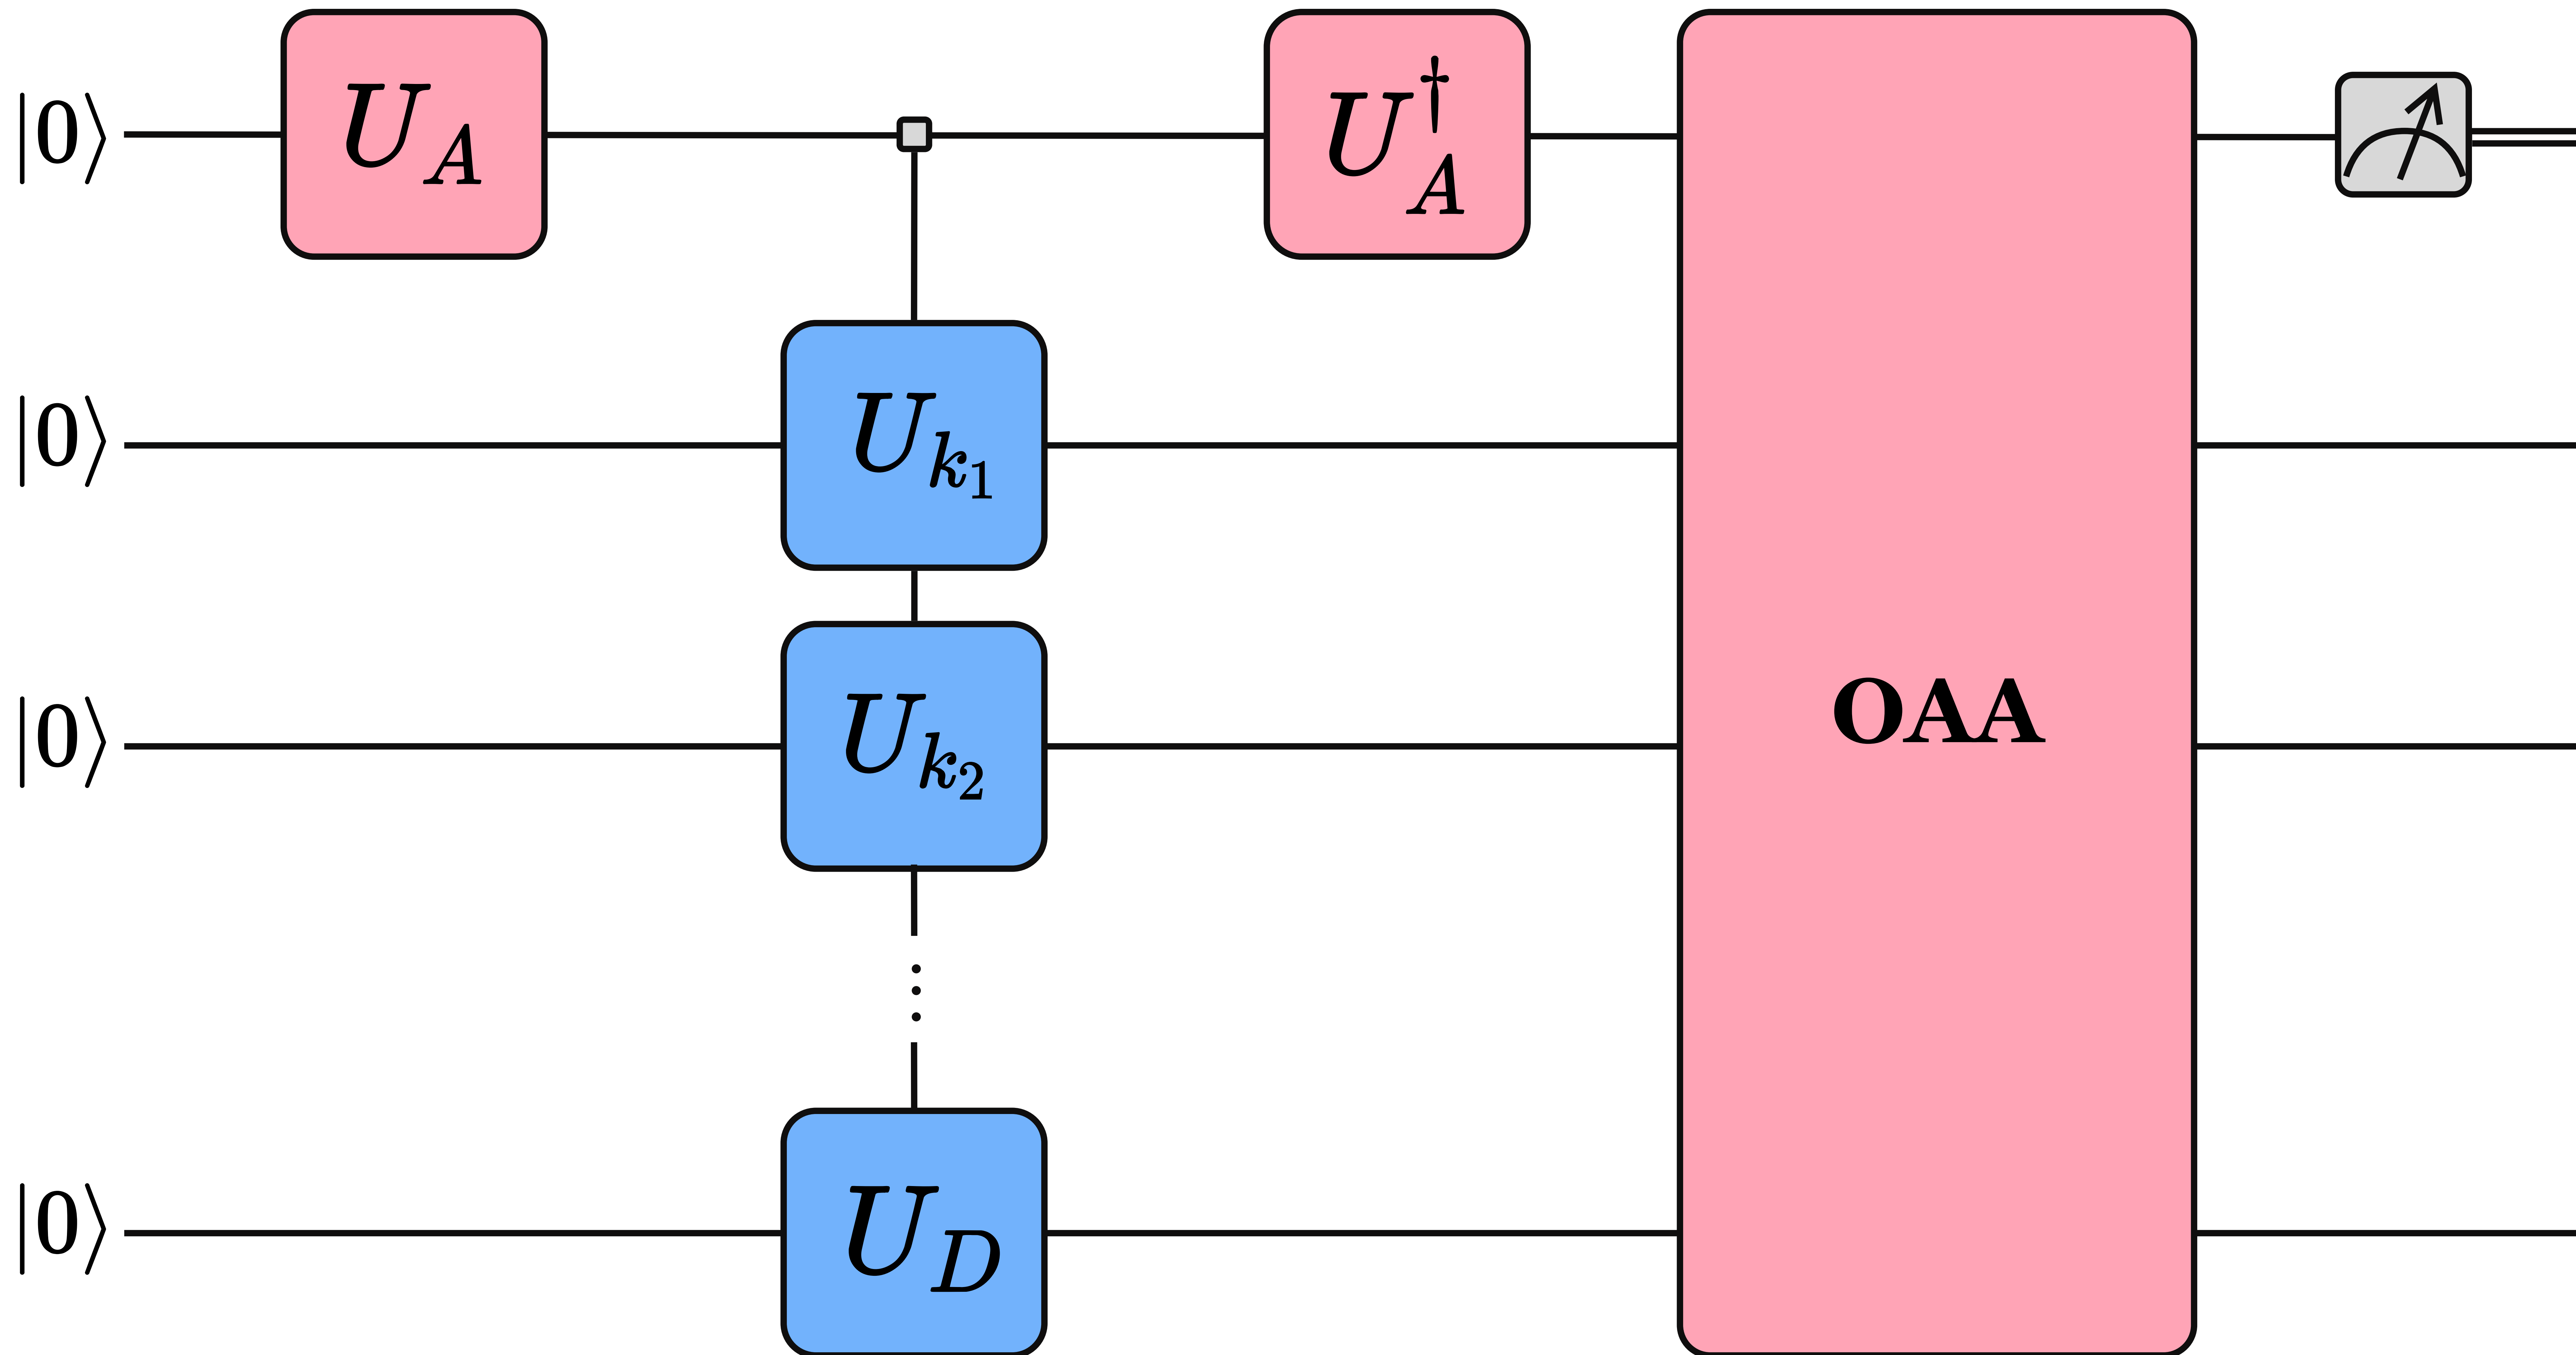 |0⟩ U_A U_A^†
|0⟩ U_{k_1}
|0⟩ U_{k_2} OAA
⋮
|0⟩ U_D